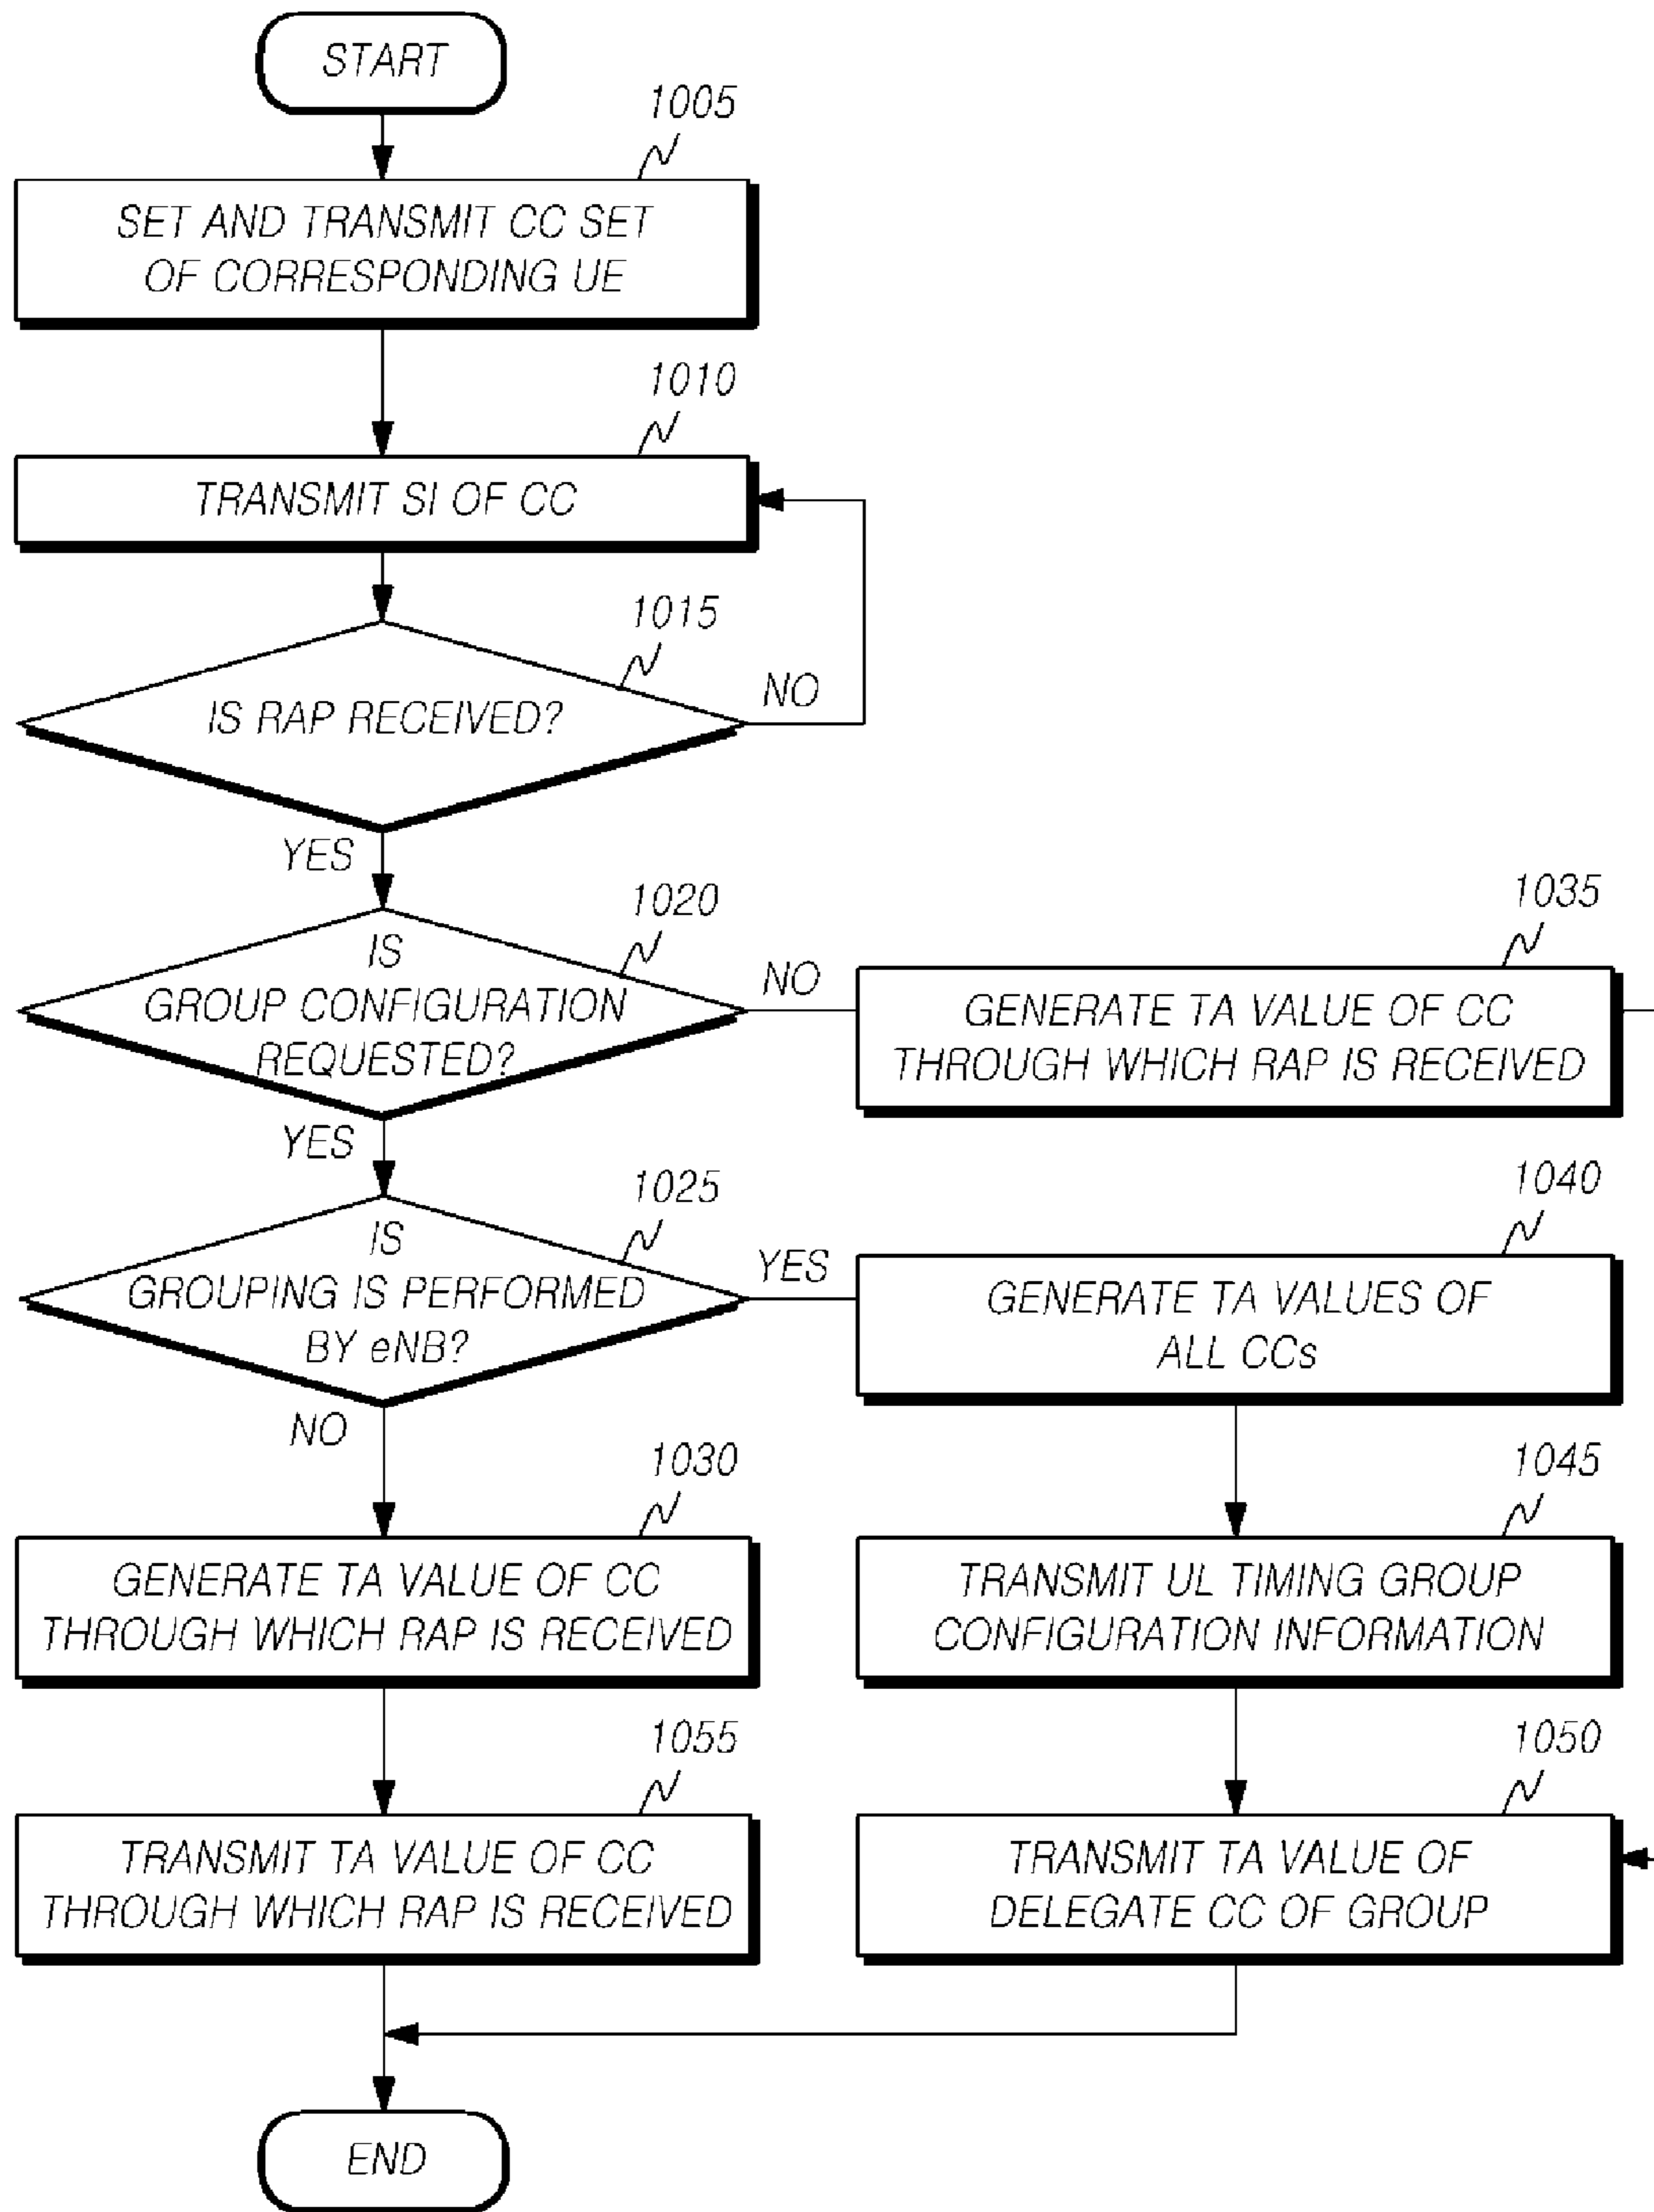 START
1005
SET AND TRANSMIT CC SET
OF CORRESPONDING UE
1010
TRANSMIT SI OF CC
1015
IS RAP RECEIVED?
NO
YES
1020
IS
GROUP CONFIGURATION
REQUESTED?
NO
1035
GENERATE TA VALUE OF CC
THROUGH WHICH RAP IS RECEIVED
YES
1025
IS
GROUPING IS PERFORMED
BY eNB?
YES
1040
GENERATE TA VALUES OF
ALL CCs
NO
1030
GENERATE TA VALUE OF CC
THROUGH WHICH RAP IS RECEIVED
1045
TRANSMIT UL TIMING GROUP
CONFIGURATION INFORMATION
1055
TRANSMIT TA VALUE OF CC
THROUGH WHICH RAP IS RECEIVED
1050
TRANSMIT TA VALUE OF
DELEGATE CC OF GROUP
END